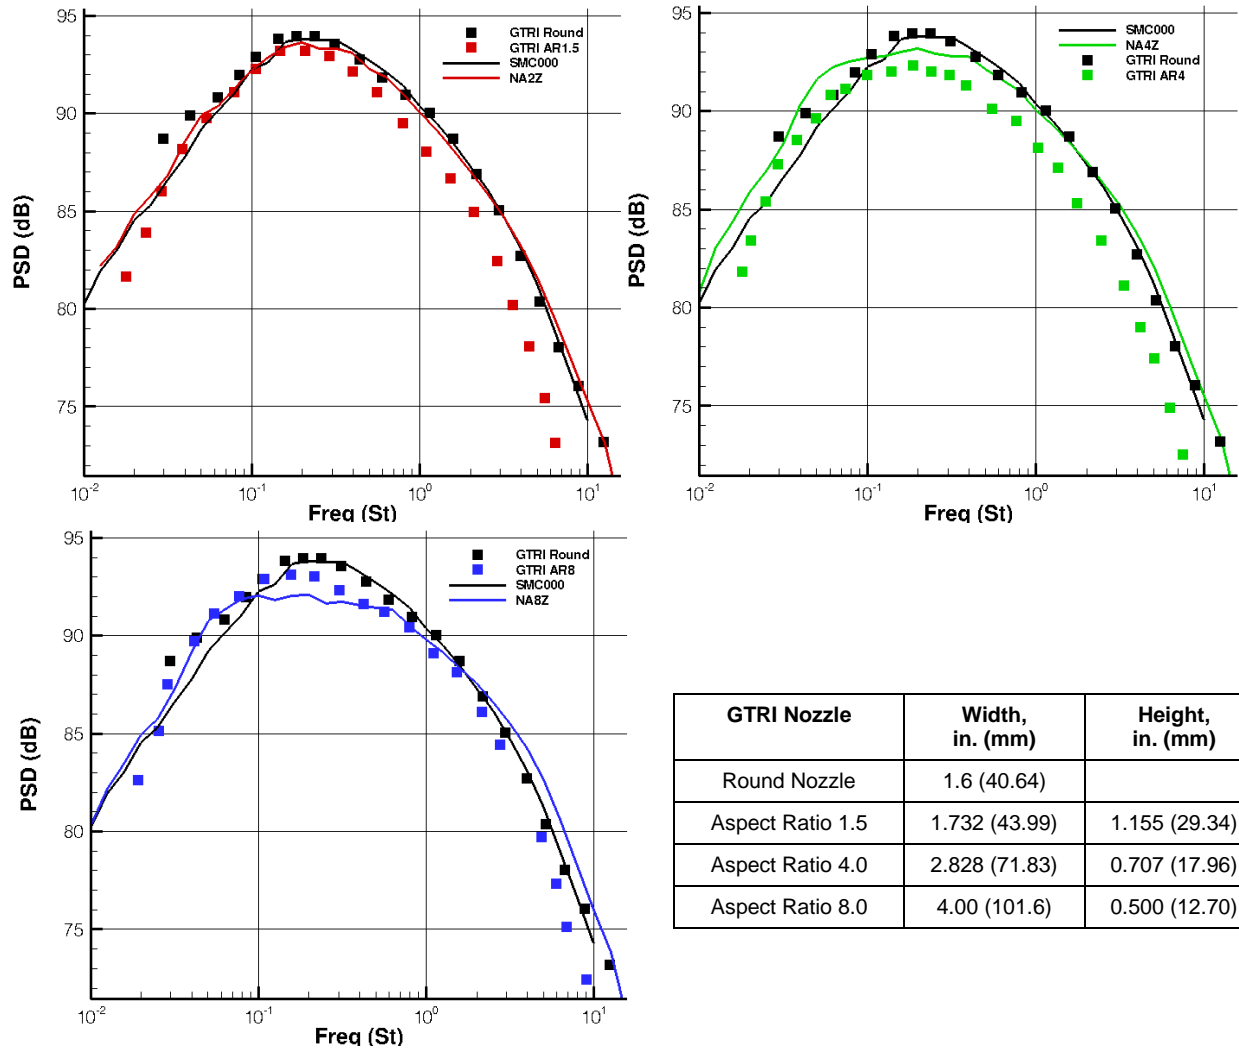 95
90
85
80
75
PSD (dB)
10-2
10-1
100
101
Freq (St)
GTRI Round
GTRI AR1.5
SMC000
NA2Z
95
90
85
80
75
PSD (dB)
10-2
10-1
100
101
Freq (St)
SMC000
NA4Z
GTRI Round
GTRI AR4
95
90
85
80
75
PSD (dB)
10-2
10-1
100
101
Freq (St)
GTRI Round
GTRI AR8
SMC000
NA8Z
GTRI Nozzle Width, in. (mm) Height, in. (mm)
Round Nozzle 1.6 (40.64)
Aspect Ratio 1.5 1.732 (43.99) 1.155 (29.34)
Aspect Ratio 4.0 2.828 (71.83) 0.707 (17.96)
Aspect Ratio 8.0 4.00 (101.6) 0.500 (12.70)